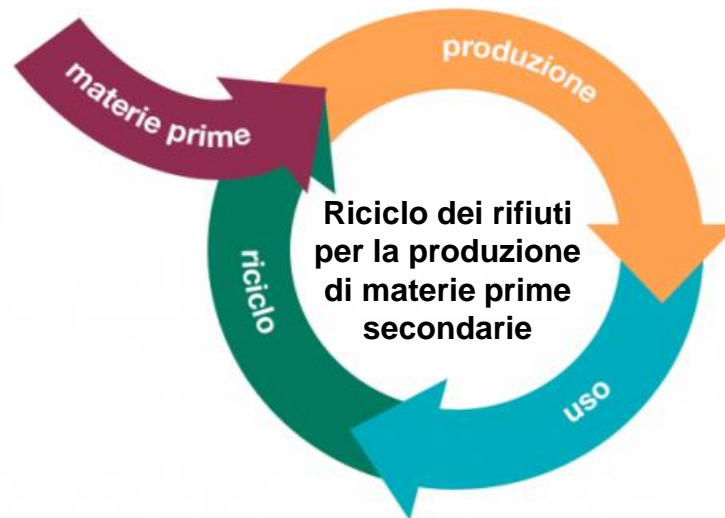 materie prime
produzione
Riciclo dei rifiuti
per la produzione
di materie prime
secondarie
riciclo
uso